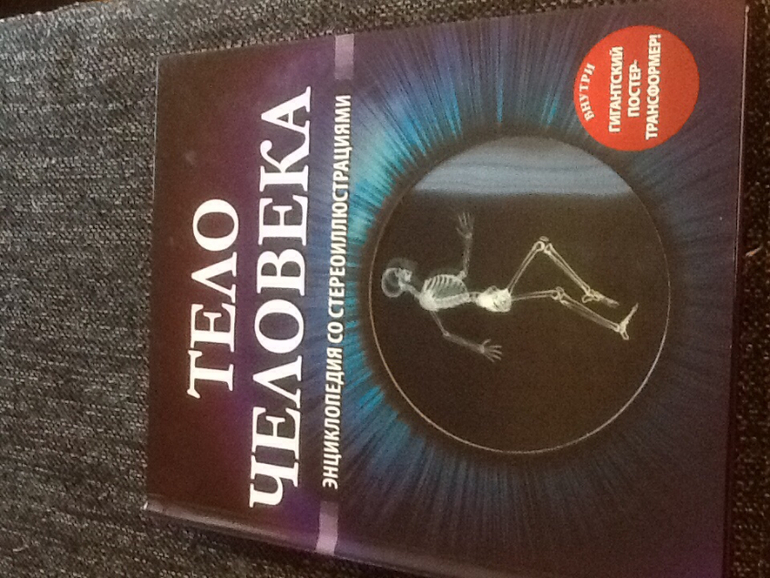 ТЕЛО
ЧЕЛОВЕКА
ЭНЦИКЛОПЕДИЯ СО СТЕРЕОИЛЛЮСТРАЦИЯМИ
ВНУТРИ
ГИГАНТСКИЙ
ПОСТЕР-
ТРАНСФОРМЕР!